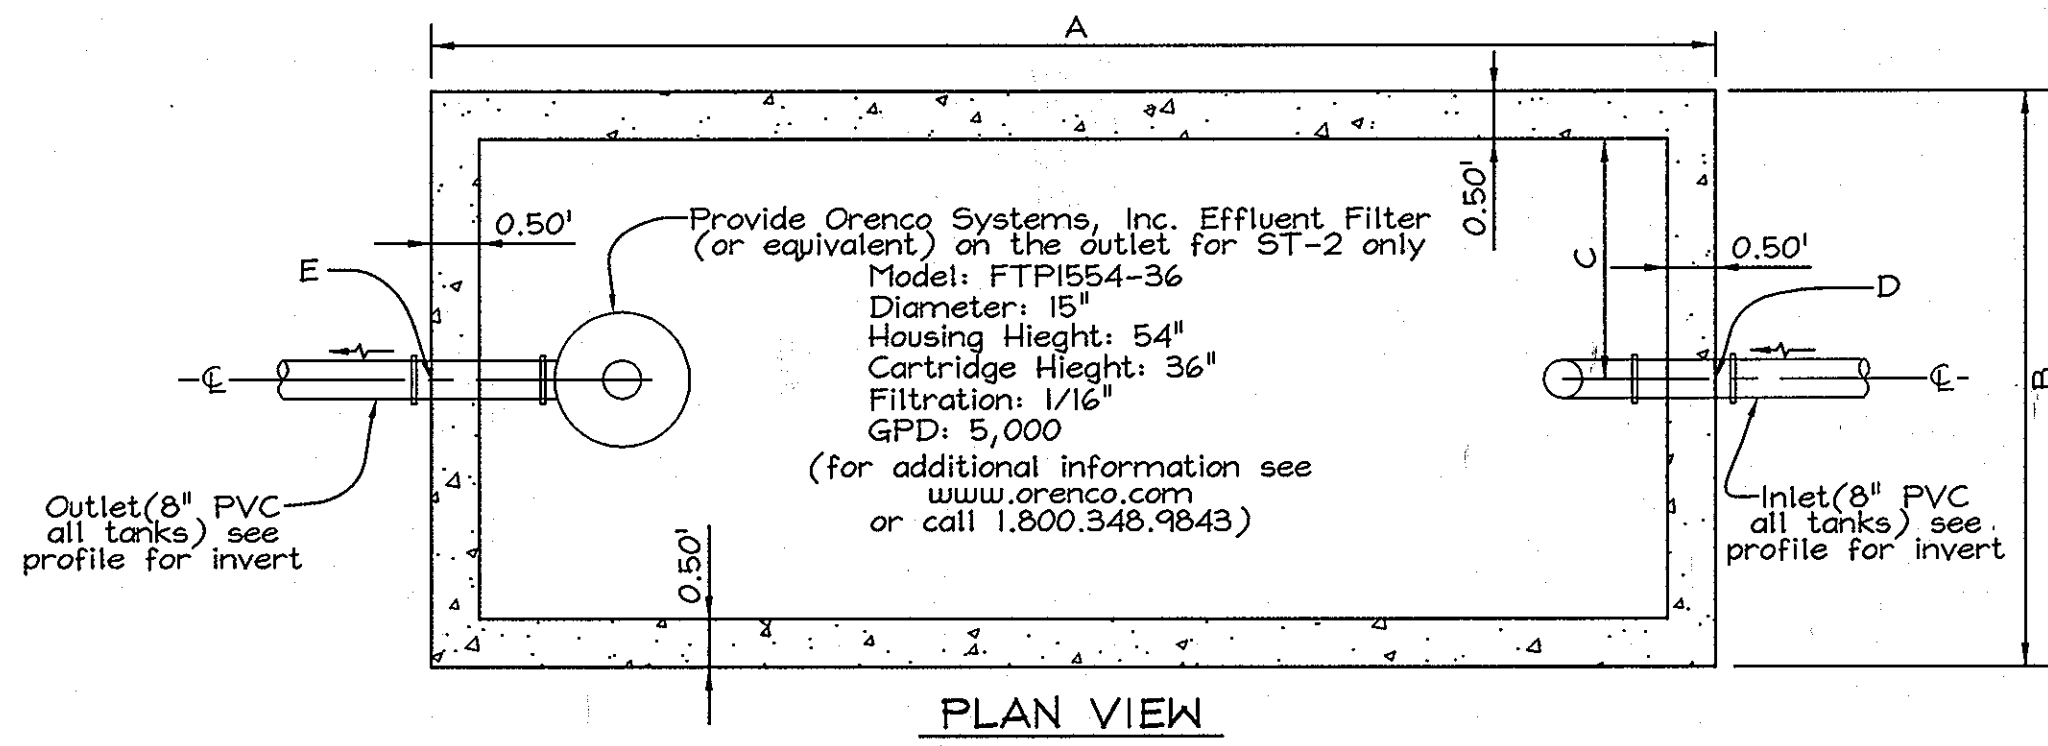 A
0.50'
Provide Orenco Systems, Inc. Effluent Filter
(or equivalent) on the outlet for ST-2 only
Model: FTP1554-36
Diameter: 15"
Housing Hieght: 54"
Cartridge Hieght: 36"
Filtration: 1/16"
GPD: 5,000
(for additional information see
www.orenco.com
or call 1.800.348.9843)
0.50'
C
0.50'
E
D
B
℄
℄
Outlet(8" PVC
all tanks) see
profile for invert
Inlet(8" PVC
all tanks) see
profile for invert
0.50'
PLAN VIEW